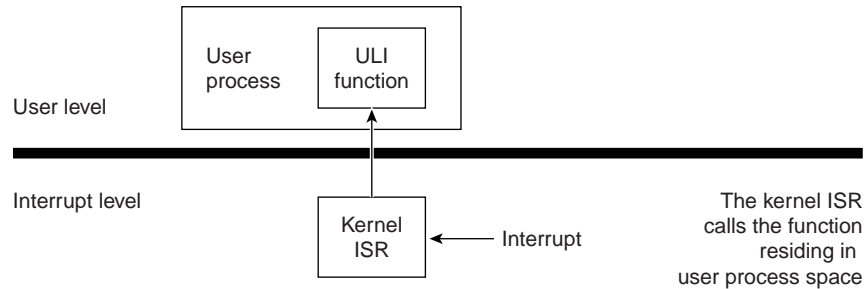 User
process
ULI
function
User level
Interrupt level
Kernel
ISR
Interrupt
The kernel ISR
calls the function
residing in
user process space